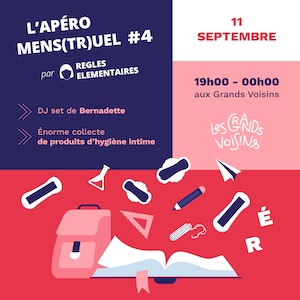 L'APÉRO
MENS(TR)UEL #4
par REGLES
ELEMENTAIRES
DJ set de Bernadette
Énorme collecte
de produits d'hygiène intime
11
SEPTEMBRE
19h00 - 00h00
aux Grands Voisins
LES GRANDS
VOISINS
É
R